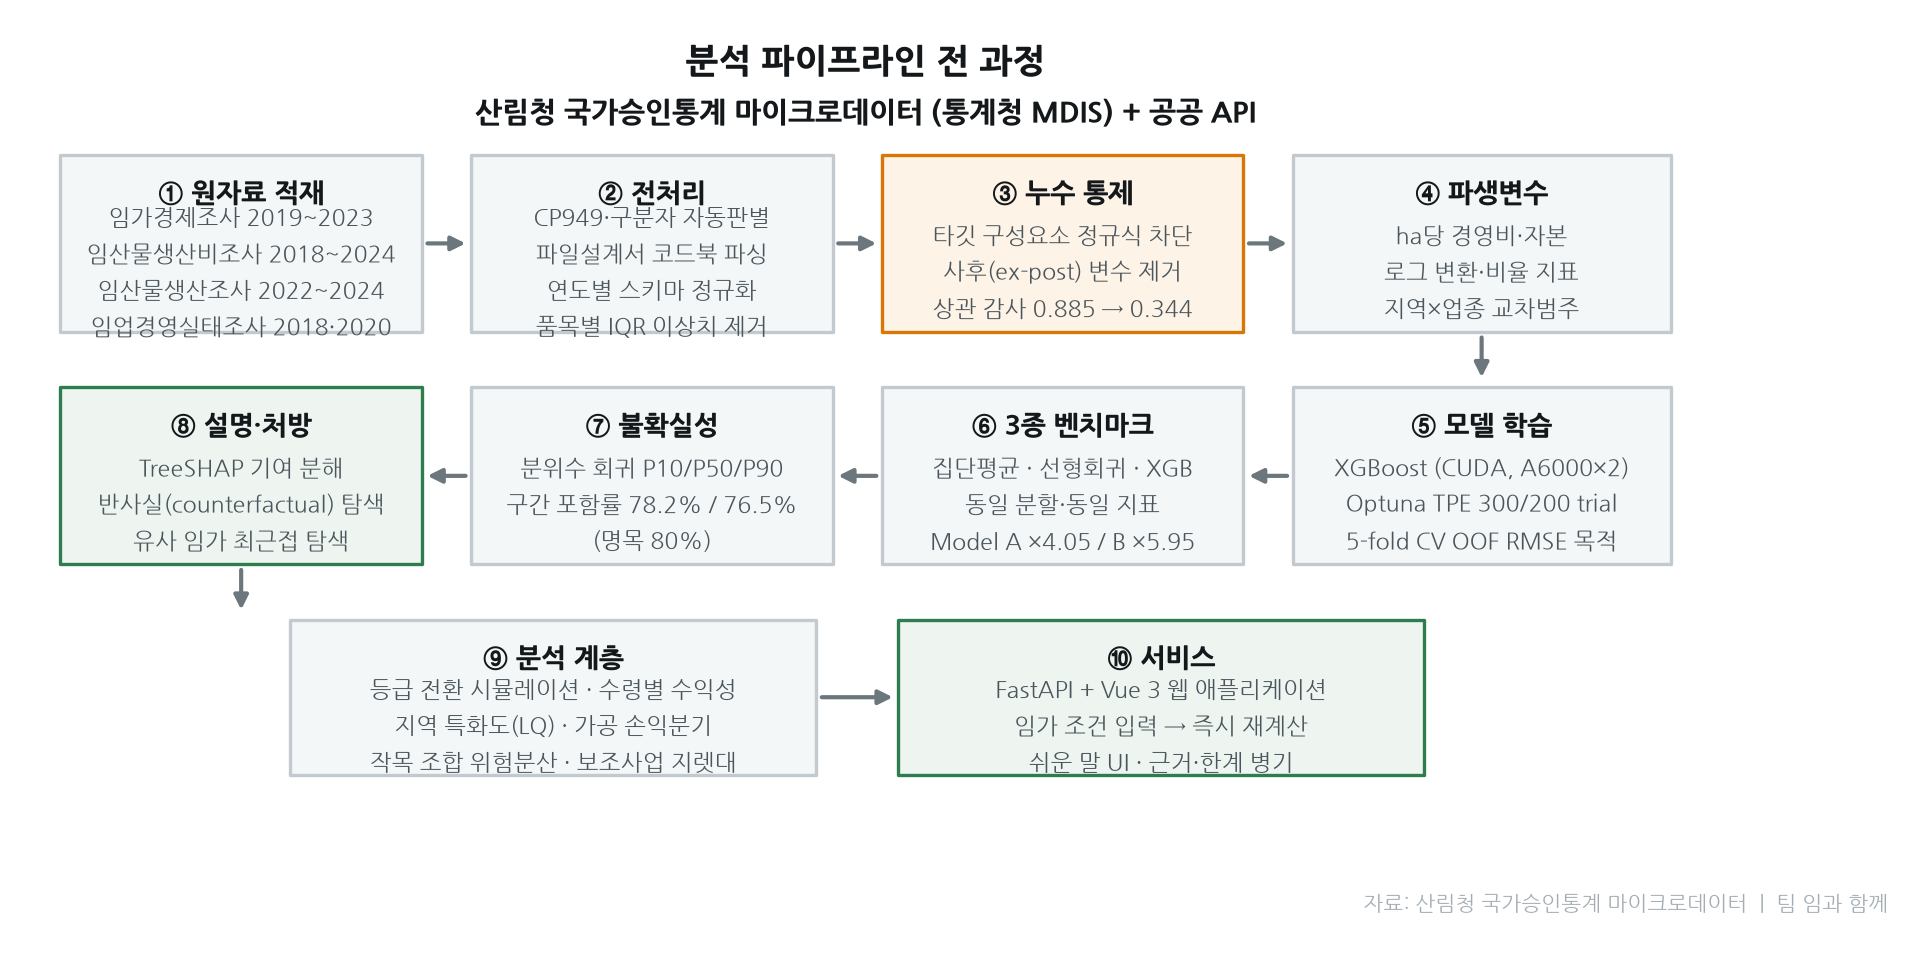 분석 파이프라인 전 과정
산림청 국가승인통계 마이크로데이터 (통계청 MDIS) + 공공 API
① 원자료 적재
임가경제조사 2019~2023
임산물생산비조사 2018~2024
임산물생산조사 2022~2024
임업경영실태조사 2018·2020
② 전처리
CP949·구분자 자동판별
파일설계서 코드북 파싱
연도별 스키마 정규화
품목별 IQR 이상치 제거
③ 누수 통제
타깃 구성요소 정규식 차단
사후(ex-post) 변수 제거
상관 감사 0.885 → 0.344
④ 파생변수
ha당 경영비·자본
로그 변환·비율 지표
지역×업종 교차범주
⑤ 모델 학습
XGBoost (CUDA, A6000×2)
Optuna TPE 300/200 trial
5-fold CV OOF RMSE 목적
⑥ 3종 벤치마크
집단평균 · 선형회귀 · XGB
동일 분할·동일 지표
Model A ×4.05 / B ×5.95
⑦ 불확실성
분위수 회귀 P10/P50/P90
구간 포함률 78.2% / 76.5%
(명목 80%)
⑧ 설명·처방
TreeSHAP 기여 분해
반사실(counterfactual) 탐색
유사 임가 최근접 탐색
⑨ 분석 계층
등급 전환 시뮬레이션 · 수령별 수익성
지역 특화도(LQ) · 가공 손익분기
작목 조합 위험분산 · 보조사업 지렛대
⑩ 서비스
FastAPI + Vue 3 웹 애플리케이션
임가 조건 입력 → 즉시 재계산
쉬운 말 UI · 근거·한계 병기
자료: 산림청 국가승인통계 마이크로데이터 | 팀 임과 함께